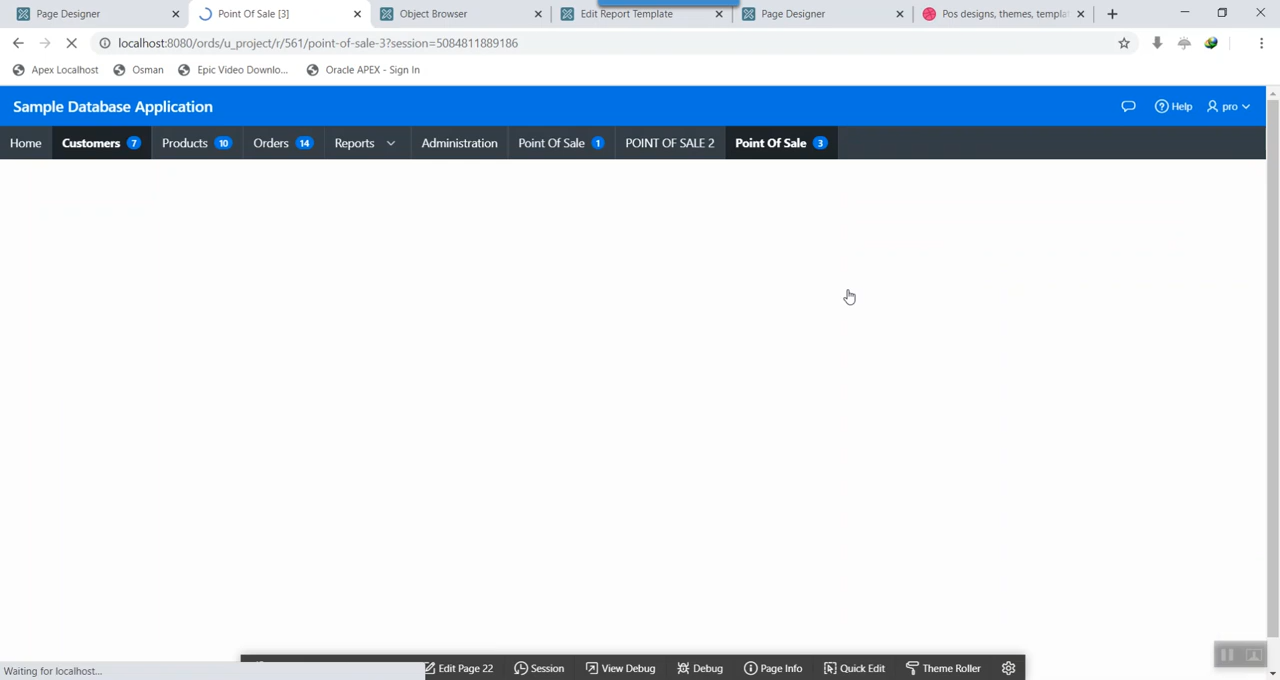 Page Designer
Point Of Sale [3]
Object Browser
Edit Report Template
Page Designer
Pos designs, themes, templa
localhost:8080/ords/u_project/r/561/point-of-sale-3?session=5084811889186
Apex Localhost
Osman
Epic Video Downlo...
Oracle APEX - Sign In
Sample Database Application
Help
pro
Home
Customers 7
Products 10
Orders 14
Reports
Administration
Point Of Sale 1
POINT OF SALE 2
Point Of Sale 3
Waiting for localhost...
Edit Page 22
Session
View Debug
Debug
Page Info
Quick Edit
Theme Roller